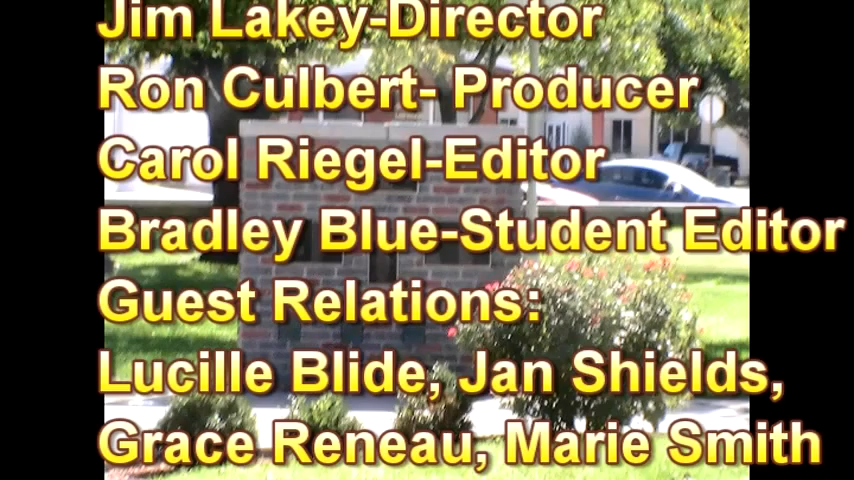 Jim Lakey-Director
Ron Culbert- Producer
Carol Riegel-Editor
Bradley Blue-Student Editor
Guest Relations:
Lucille Blide, Jan Shields,
Grace Reneau, Marie Smith